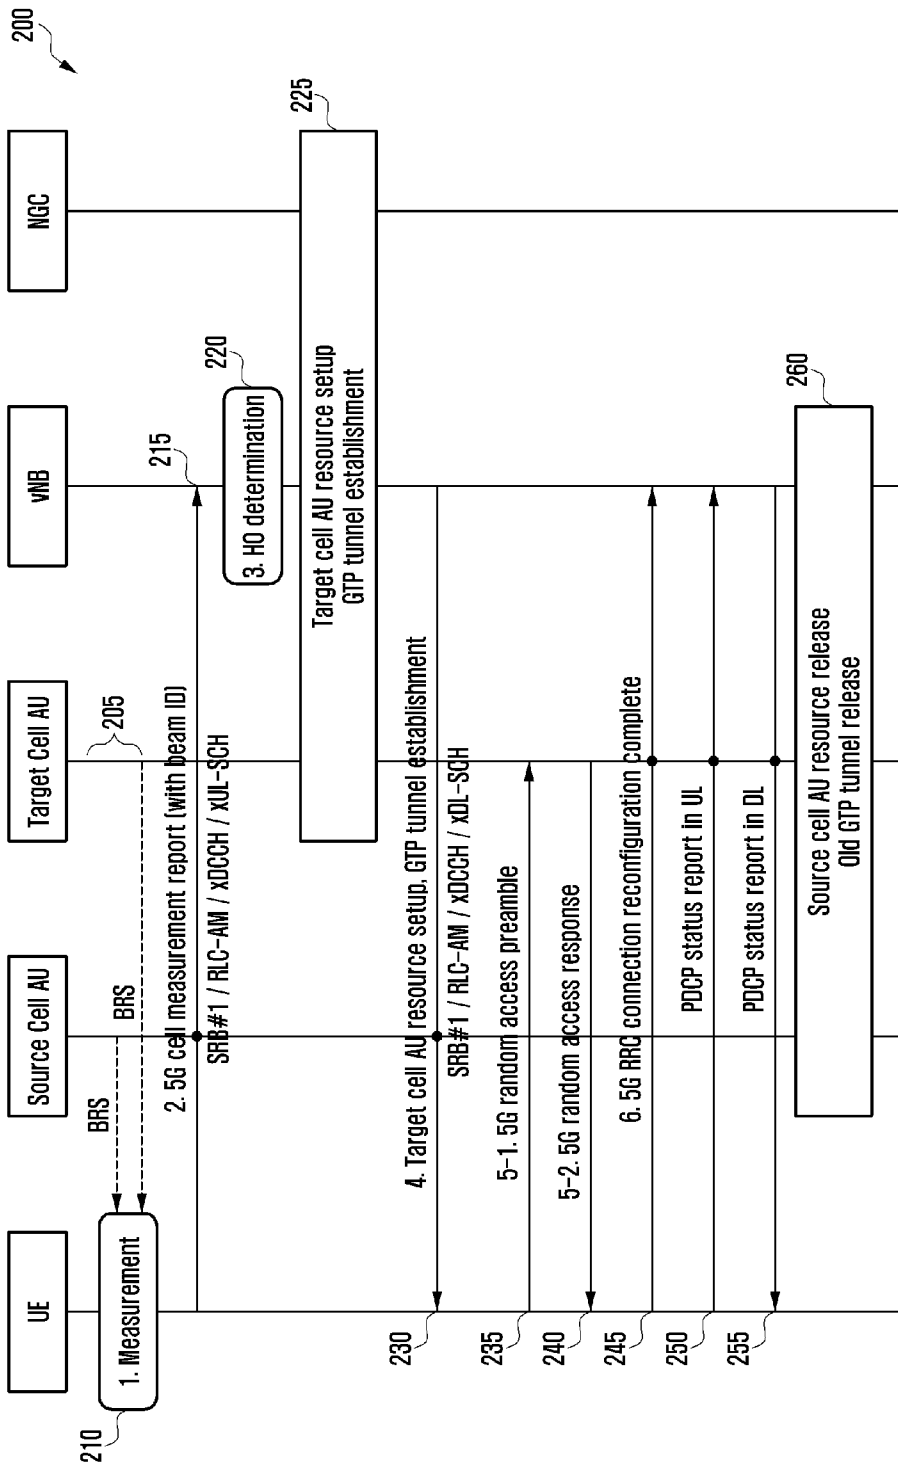 200
UE
Source Cell AU
Target Cell AU
vNB
NGC
BRS
BRS
205
1. Measurement
210
2. 5G cell measurement report (with beam ID)
215
SRB#1 / RLC-AM / xDCCH / xUL-SCH
3. HO determination
220
Target cell AU resource setup
GTP tunnel establishment
225
4. Target cell AU resource setup, GTP tunnel establishment
230
SRB#1 / RLC-AM / xDCCH / xDL-SCH
5-1. 5G random access preamble
235
5-2. 5G random access response
240
6. 5G RRC connection reconfiguration complete
245
PDCP status report in UL
250
PDCP status report in DL
255
Source cell AU resource release
Old GTP tunnel release
260